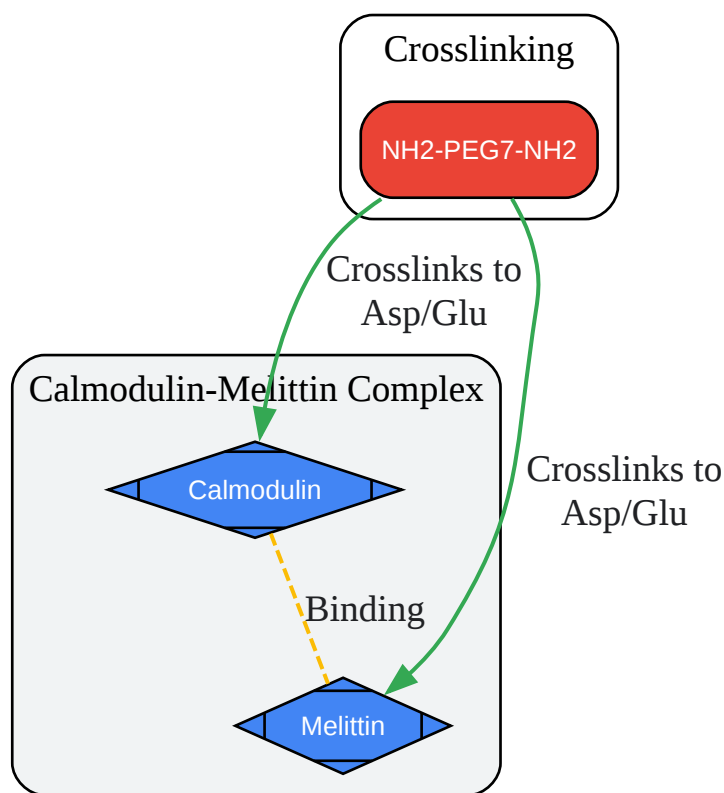 Crosslinking
NH2-PEG7-NH2
Crosslinks to
Asp/Glu
Calmodulin-Melittin Complex
Calmodulin
Crosslinks to
Asp/Glu
Binding
Melittin